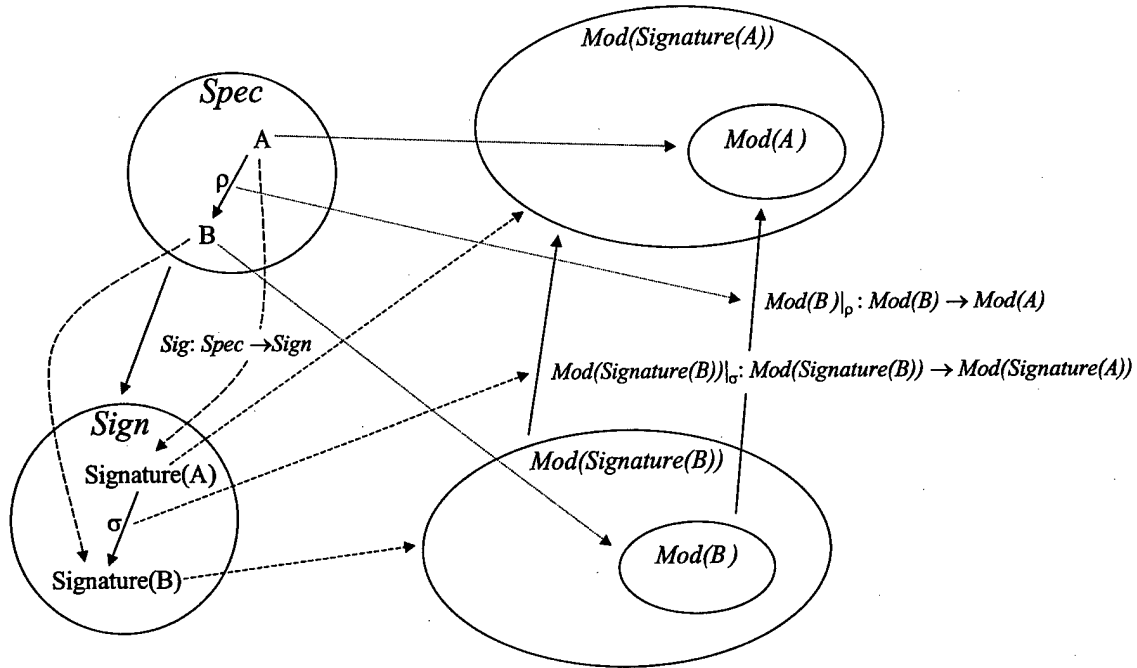 Mod(Signature(A))
Spec
A
Mod(A)
ρ
B
Mod(B)|ρ : Mod(B) → Mod(A)
Sig: Spec →Sign
Mod(Signature(B))|σ: Mod(Signature(B)) → Mod(Signature(A))
Sign
Signature(A)
Mod(Signature(B))
σ
Mod(B)
Signature(B)